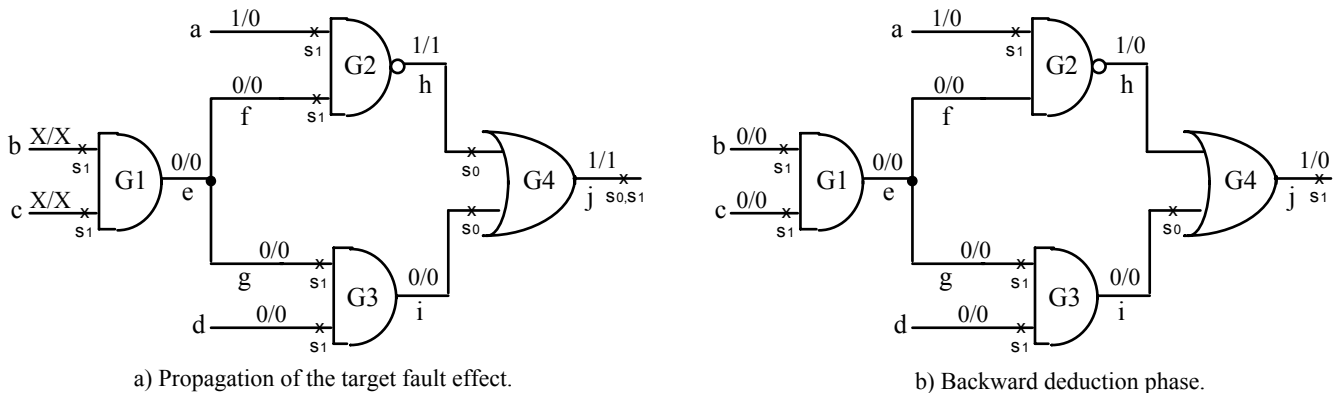 a
1/0
s1
G2
1/1
h
0/0
f
s1
b
X/X
s1
c
X/X
s1
G1
0/0
e
s0
G4
1/1
j
s0,s1
s0
0/0
g
s1
G3
0/0
i
d
0/0
s1
a) Propagation of the target fault effect.
a
1/0
s1
G2
1/0
h
0/0
f
b
0/0
s1
c
0/0
s1
G1
0/0
e
G4
1/0
j
s1
s0
0/0
g
s1
G3
0/0
i
d
0/0
s1
b) Backward deduction phase.